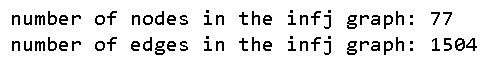 number of nodes in the infj graph: 77
number of edges in the infj graph: 1504